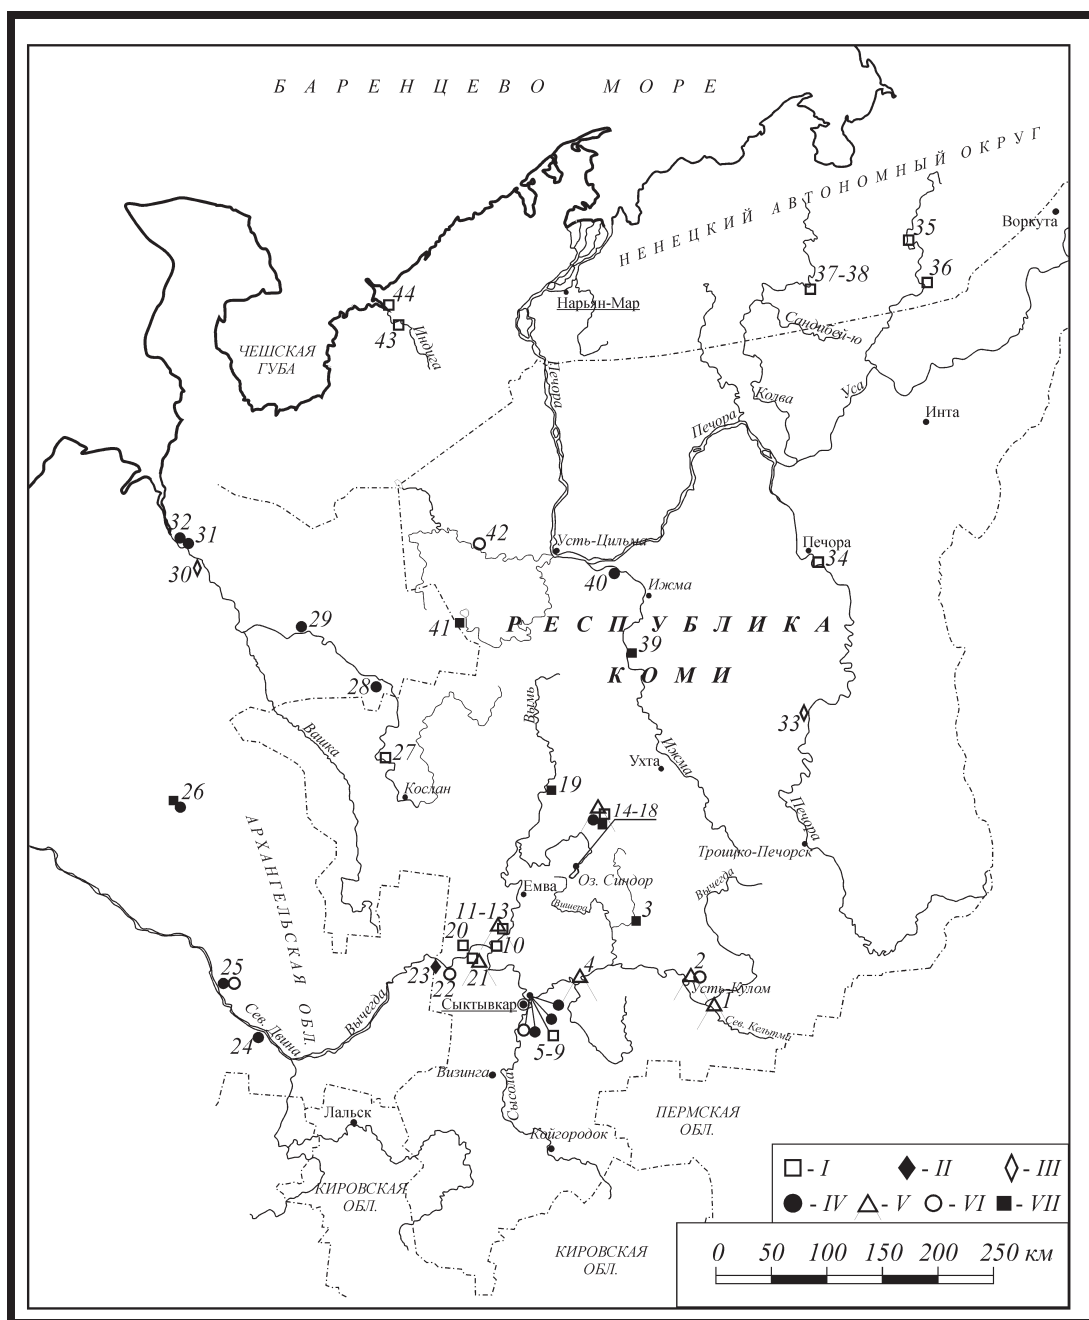 БАРЕНЦЕВО МОРЕ
НЕНЕЦКИЙ АВТОНОМНЫЙ ОКРУГ
Воркута
35
36
37-38
44
43
Индига
Нарьян-Мар
ЧЕШСКАЯ
ГУБА
Сандибей-ю
Печора
Колва
Уса
Печора
Инта
32
31
30
42
Усть-Цильма
Печора
34
40
Ижма
29
41
РЕСПУБЛИКА
39
КОМИ
28
Вымь
33
Вашка
27
Ухта
Ижма
Кослан
19
26
14-18
Печора
АРХАНГЕЛЬСКАЯ ОБЛ.
Троицко-Печорск
Оз. Синдор
Вычегда
Емва
Вишера
3
11-13
20
10
23
22
21
4
2
25
Усть-Кулом
1
Сыктывкар
Вычегда
Сев. Двина
Сев. Кельтма
24
5-9
Визинга
Сысола
Лальск
ПЕРМСКАЯ
ОБЛ.
Койгородок
КИРОВСКАЯ
ОБЛ.
КИРОВСКАЯ
ОБЛ.
- I - II - III
- IV - V - VI - VII
0 50 100 150 200 250 км